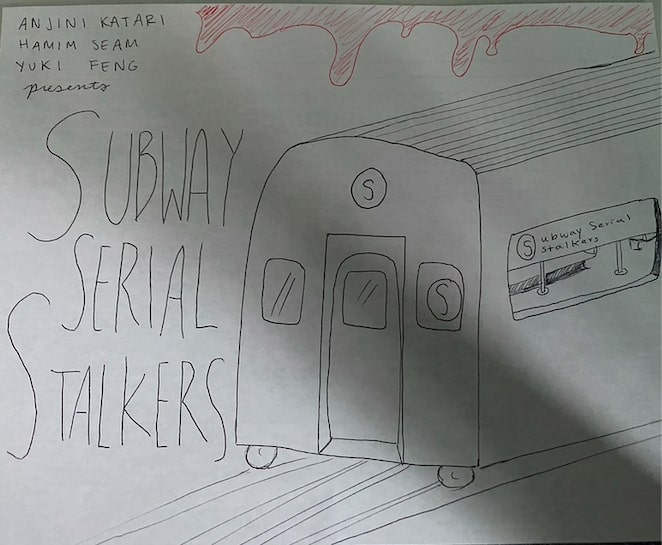 ANJINI KATARI
HAMIM SEAM
YUKI FENG
presents
SUBWAY
SERIAL
STALKERS
S
S
Subway Serial
Stalkers